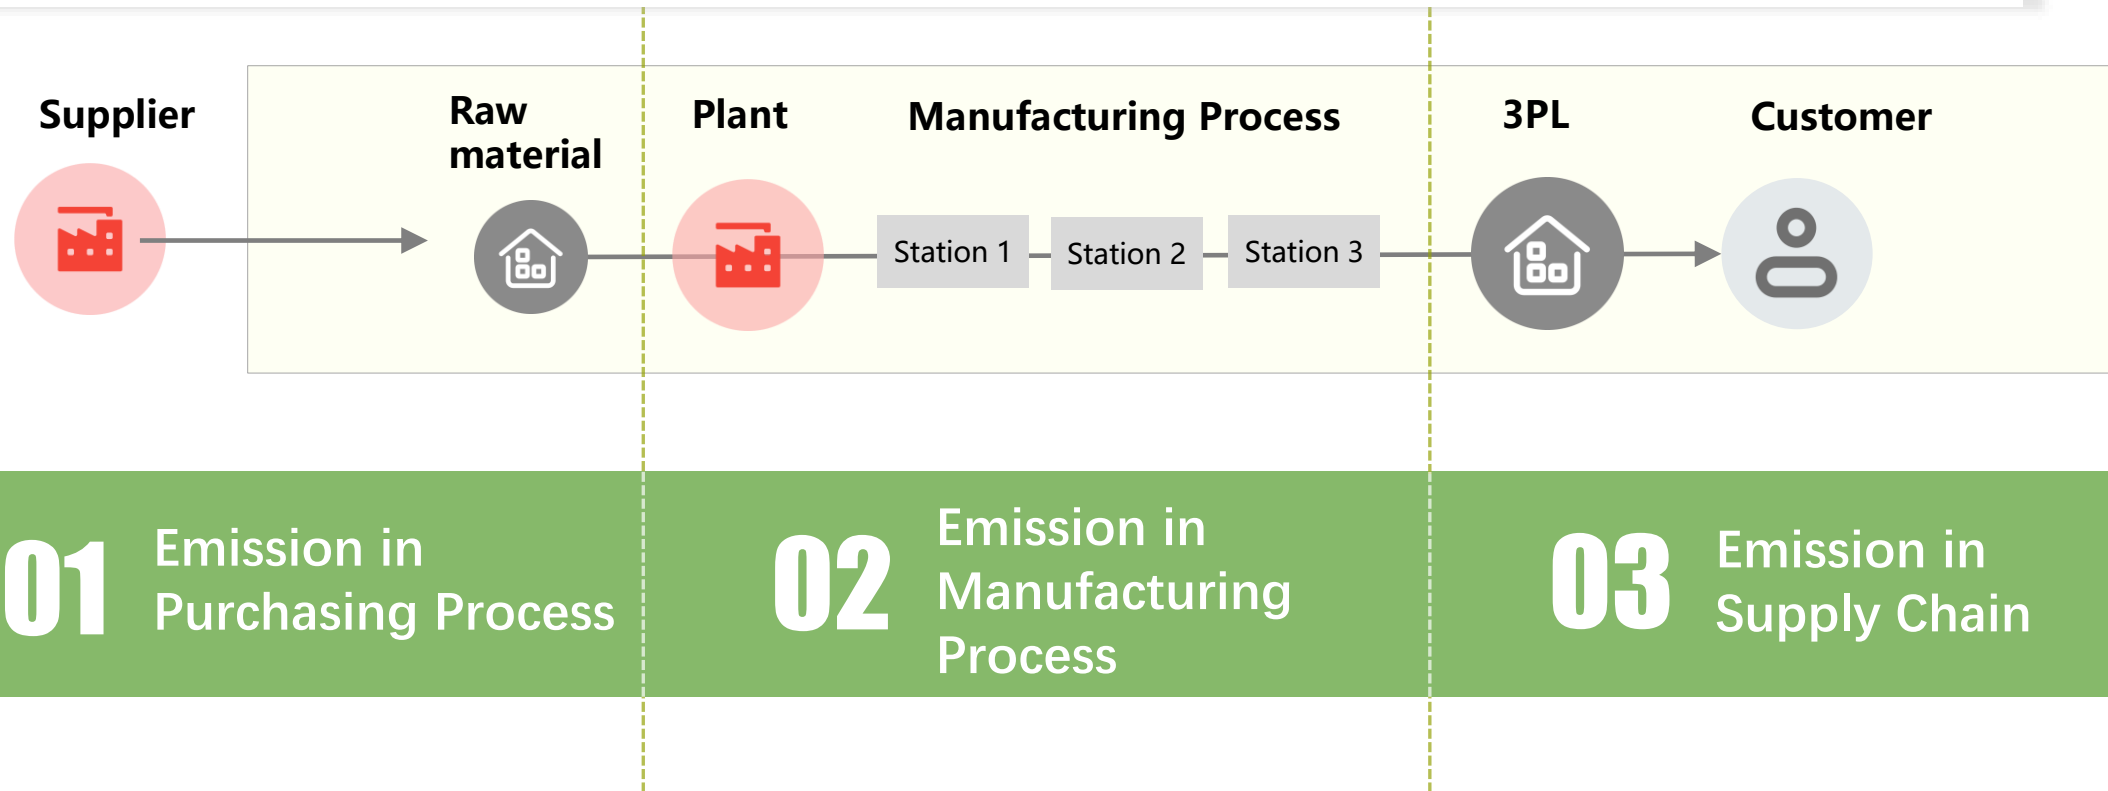 Supplier
Raw
material
Plant
Manufacturing Process
3PL
Customer
Station 1
Station 2
Station 3
01
Emission in
Purchasing Process
02
Emission in
Manufacturing
Process
03
Emission in
Supply Chain